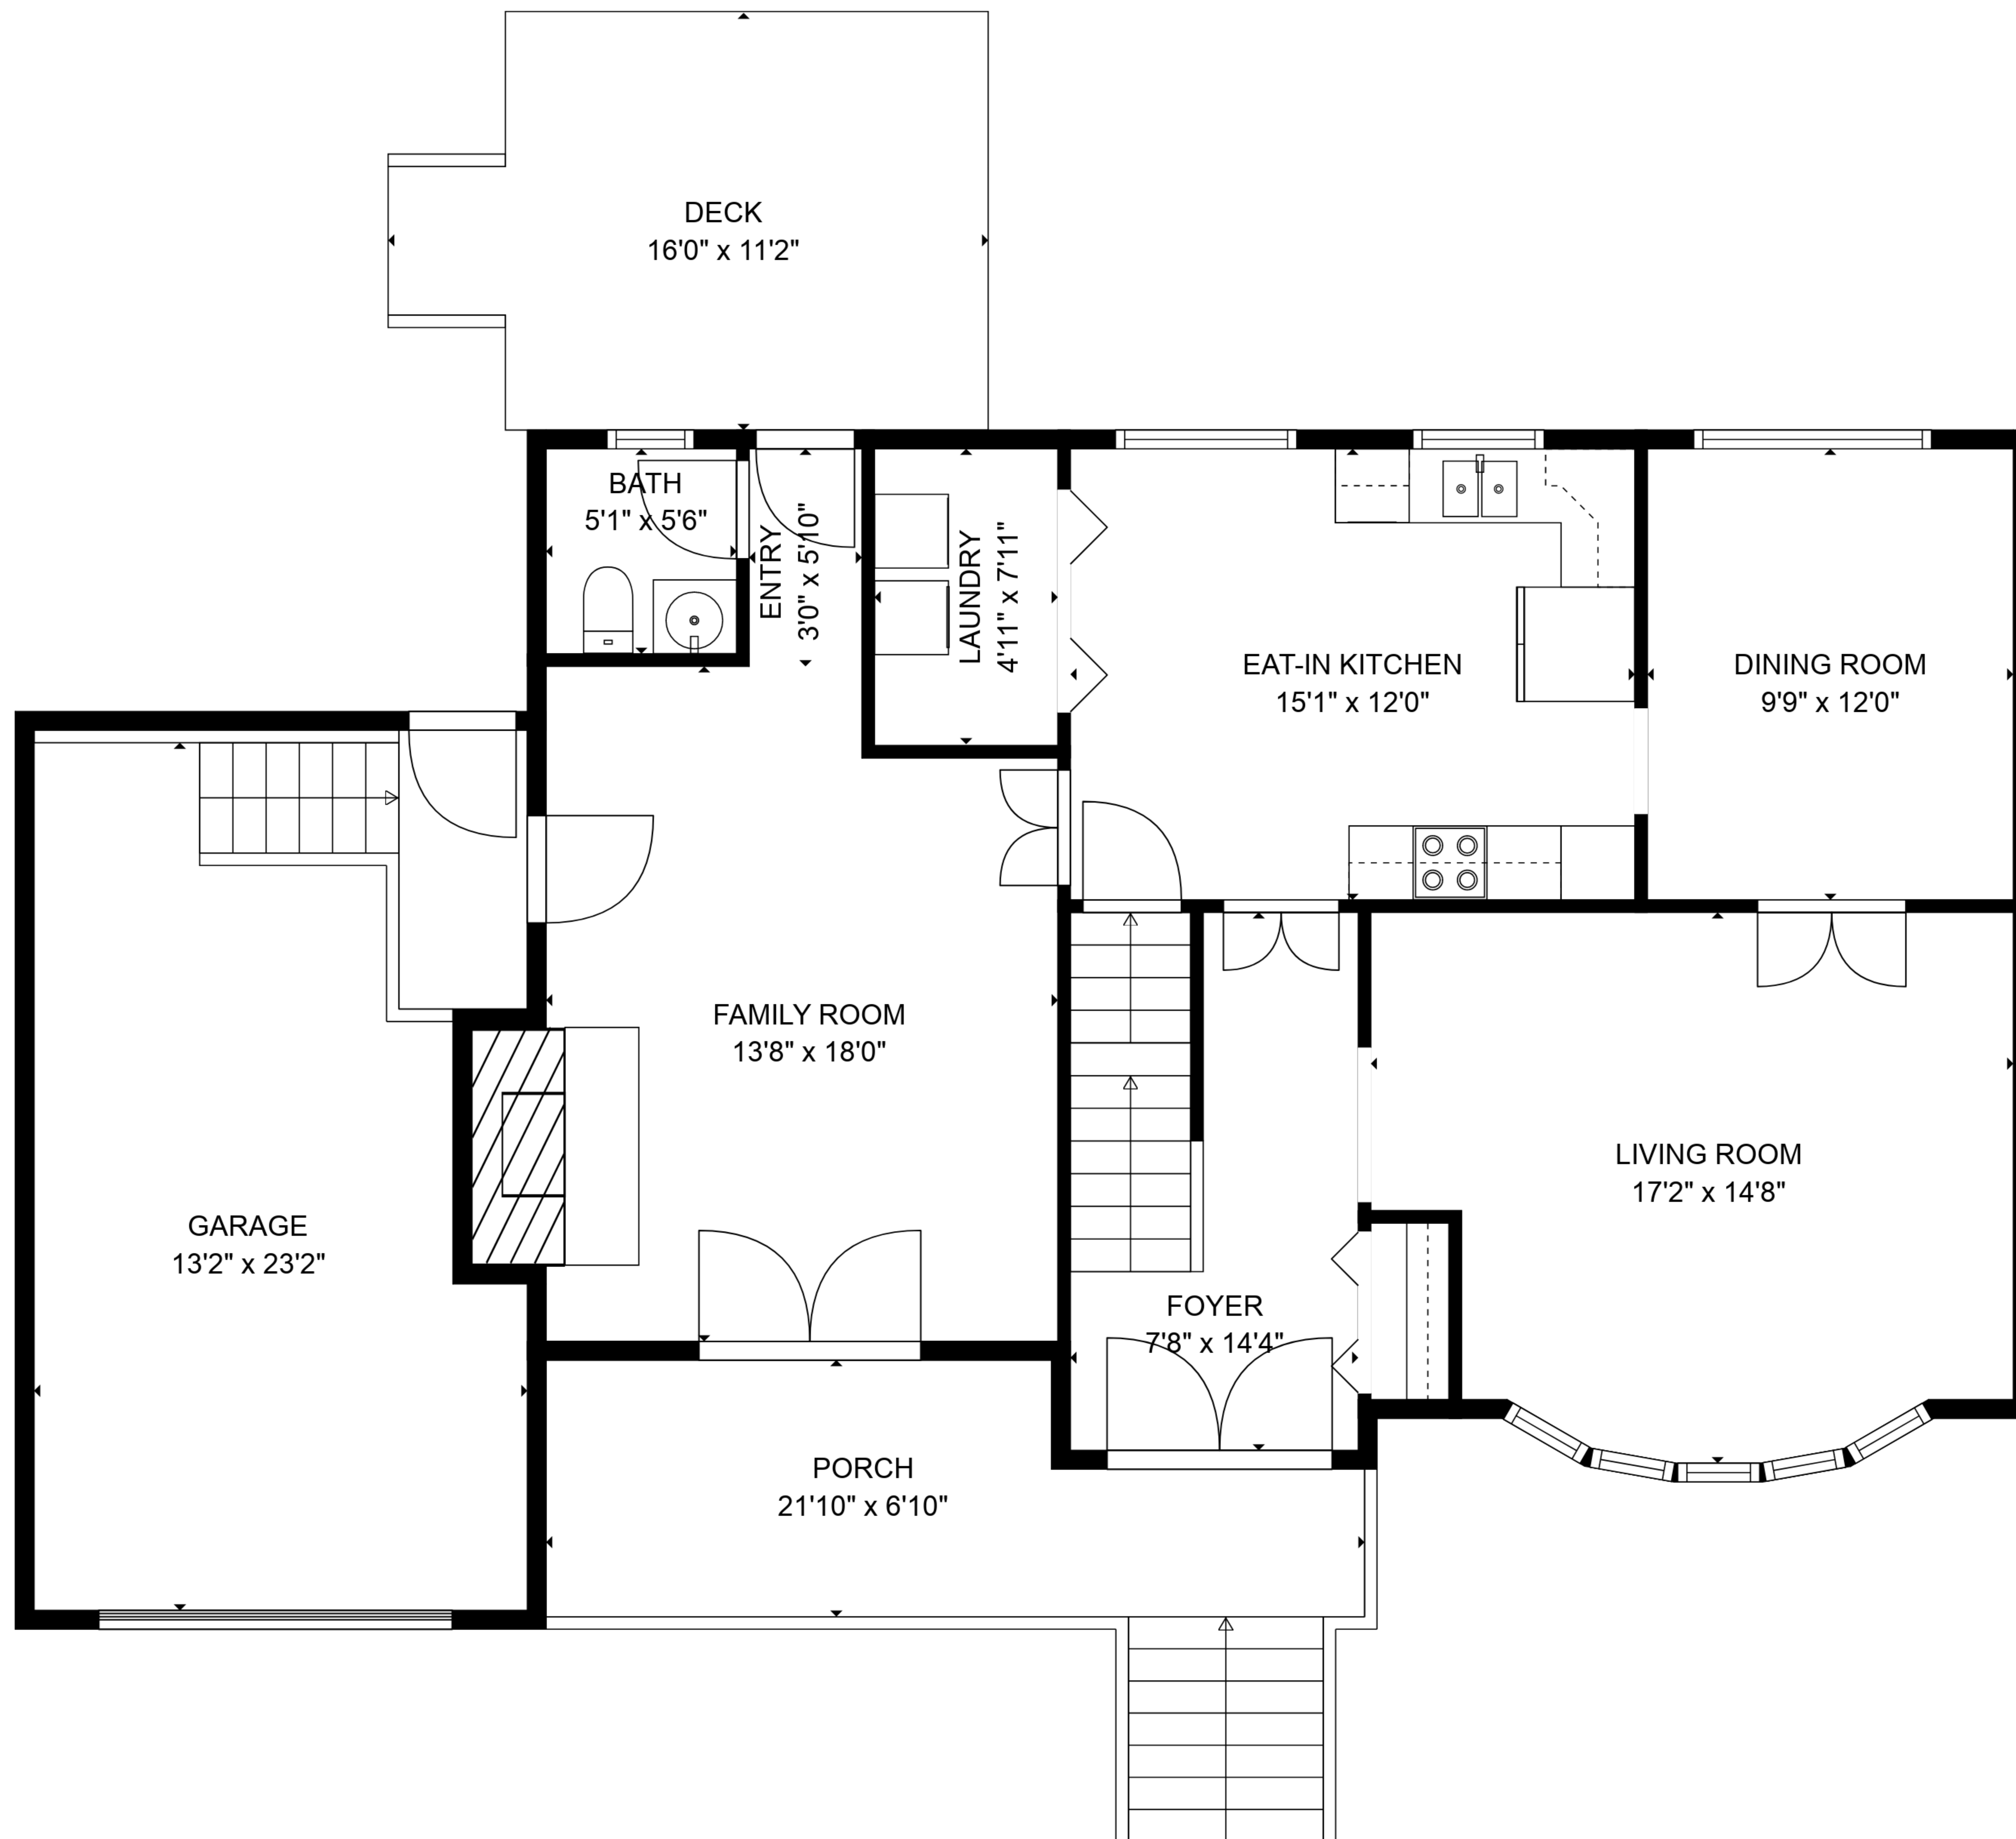 DECK
16'0" x 11'2"
BATH
5'1" x 5'6"
ENTRY
3'0" x 5'10"
LAUNDRY
4'11" x 7'11"
EAT-IN KITCHEN
15'1" x 12'0"
DINING ROOM
9'9" x 12'0"
FAMILY ROOM
13'8" x 18'0"
LIVING ROOM
17'2" x 14'8"
GARAGE
13'2" x 23'2"
FOYER
7'8" x 14'4"
PORCH
21'10" x 6'10"